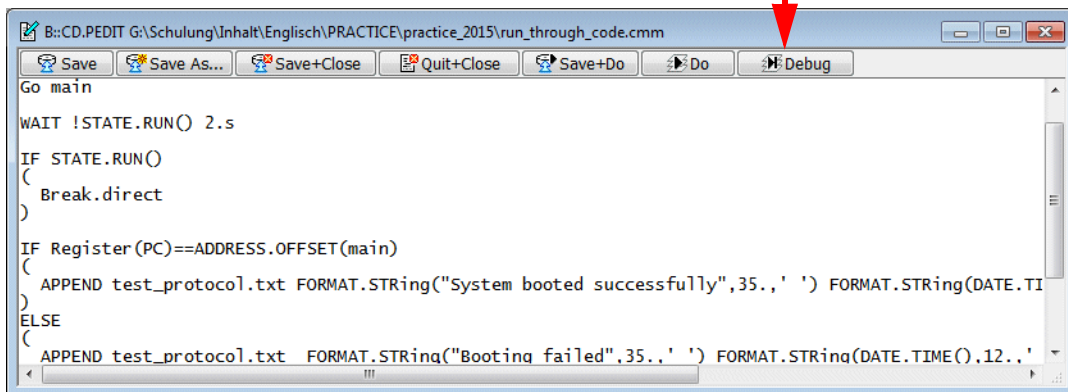 B::CD.PEDIT G:\Schulung\Inhalt\Englisch\PRACTICE\practice_2015\run_through_code.cmm
Save Save As... Save+Close Quit+Close Save+Do Do Debug
Go main
WAIT !STATE.RUN() 2.s
IF STATE.RUN()
(
Break.direct
)
IF Register(PC)==ADDRESS.OFFSET(main)
(
APPEND test_protocol.txt FORMAT.STRing("System booted successfully",35.,' ') FORMAT.STRing(DATE.TI
)
ELSE
(
APPEND test_protocol.txt  FORMAT.STRing("Booting failed",35.,' ') FORMAT.STRing(DATE.TIME(),12.,'